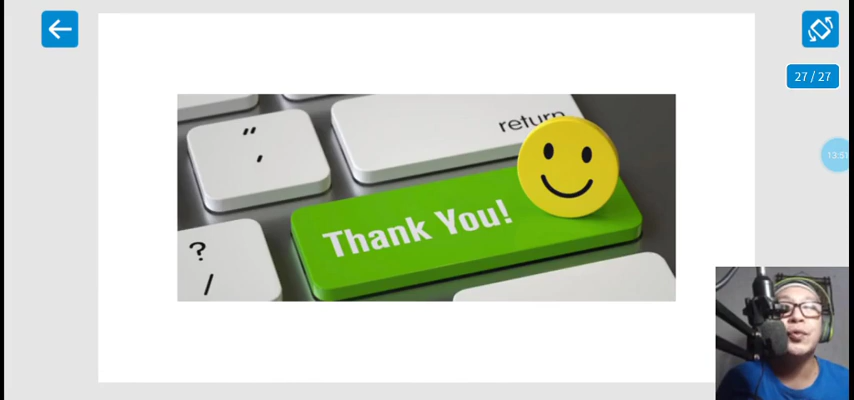 27 / 27
13:51
"
'
return
Thank You!
?
/